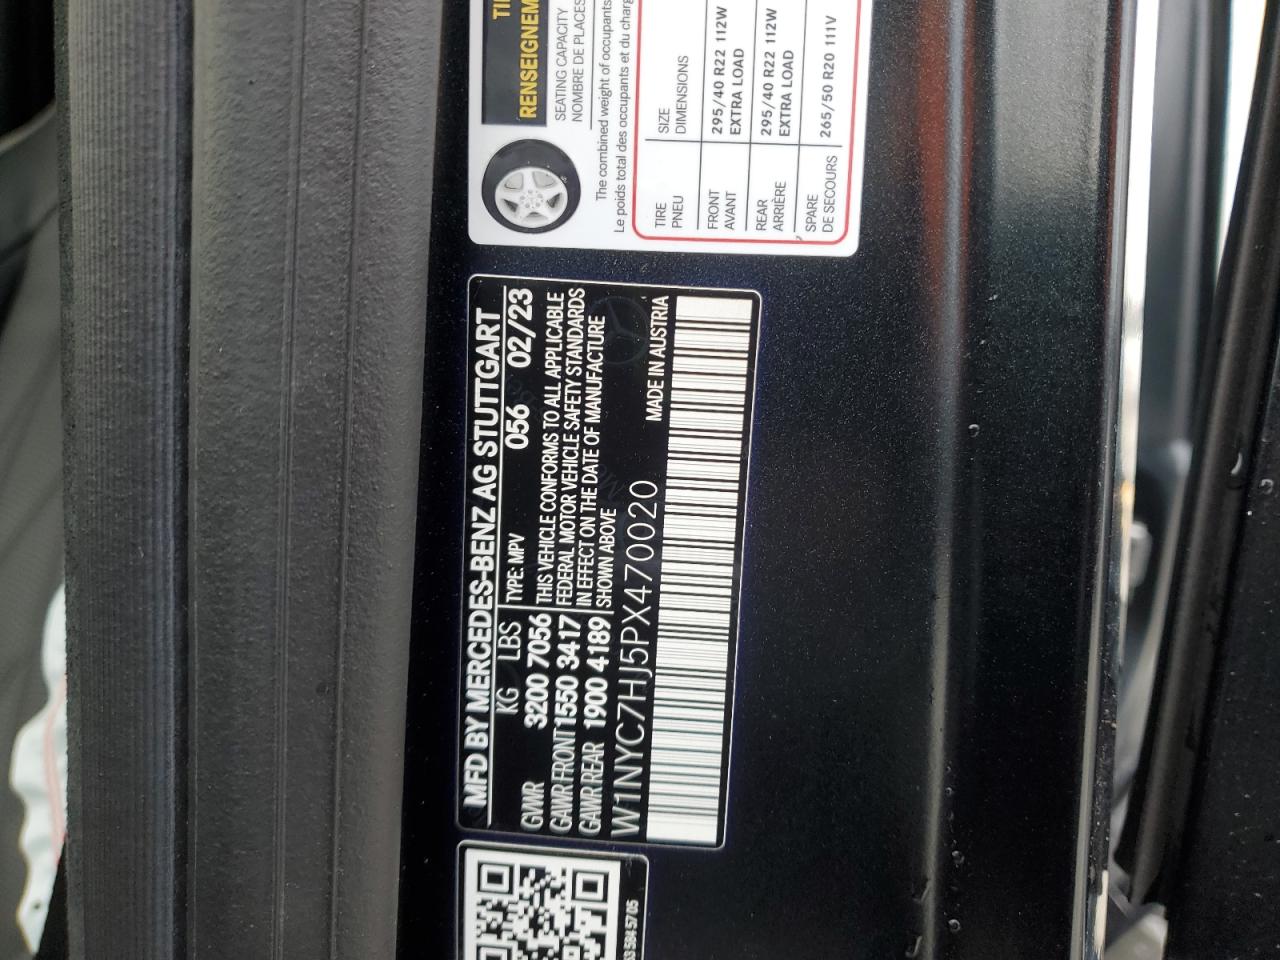 MFD BY MERCEDES-BENZ AG STUTTGART
KG LBS TYPE: MPV 056 02/23
GVWR 3200 7056
GAWR FRONT 1550 3417
GAWR REAR 1900 4189
THIS VEHICLE CONFORMS TO ALL APPLICABLE
FEDERAL MOTOR VEHICLE SAFETY STANDARDS
IN EFFECT ON THE DATE OF MANUFACTURE
SHOWN ABOVE
W1NYC7HJ5PX470020 MADE IN AUSTRIA
TI
RENSEIGNEM
SEATING CAPACITY
NOMBRE DE PLACES
The combined weight of occupants
Le poids total des occupants et du charg
TIRE SIZE
PNEU DIMENSIONS
FRONT 295/40 R22 112W
AVANT EXTRA LOAD
REAR 295/40 R22 112W
ARRIÈRE EXTRA LOAD
SPARE 265/50 R20 111V
DE SECOURS
584 57 05